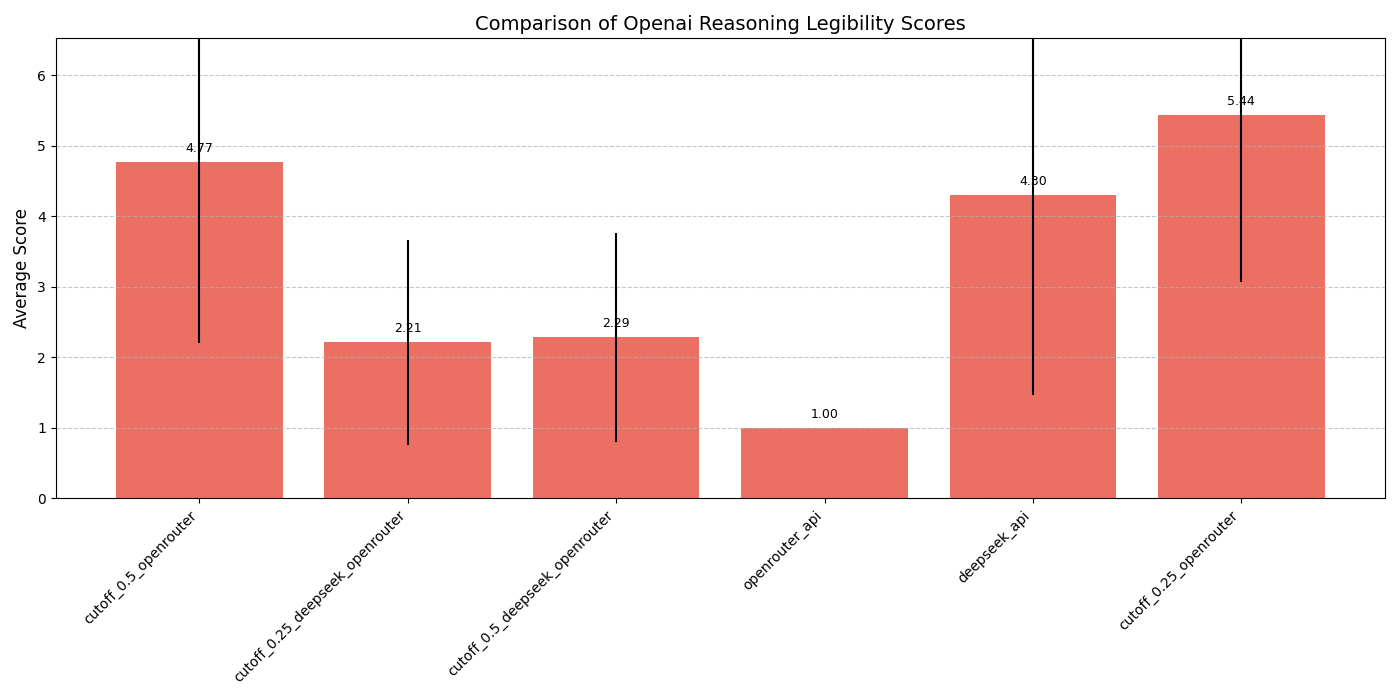 Comparison of Openai Reasoning Legibility Scores
Average Score
6
5
4
3
2
1
0
4.77
2.21
2.29
1.00
4.30
5.44
cutoff_0.5_openrouter
cutoff_0.25_deepseek_openrouter
cutoff_0.5_deepseek_openrouter
openrouter_api
deepseek_api
cutoff_0.25_openrouter